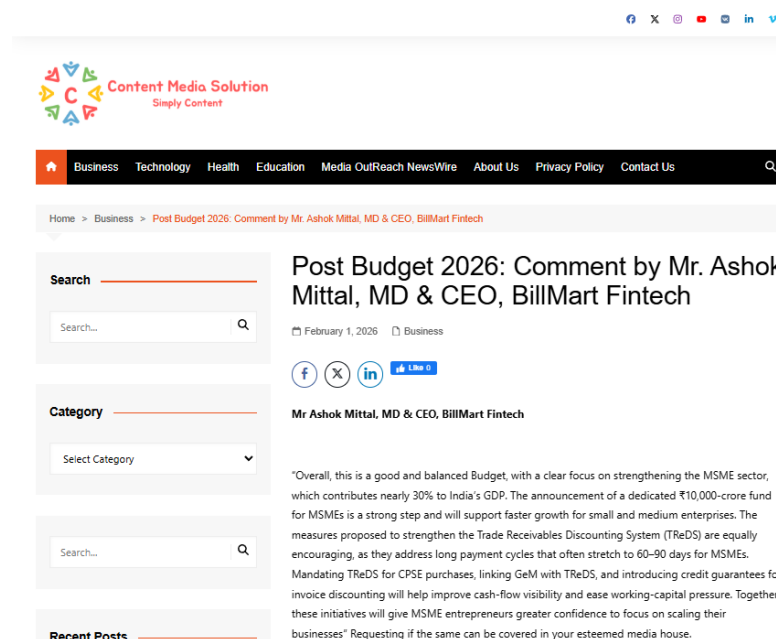 Content Media Solution
Simply Content
Business Technology Health Education Media OutReach NewsWire About Us Privacy Policy Contact Us
Home > Business > Post Budget 2026: Comment by Mr. Ashok Mittal, MD & CEO, BillMart Fintech
Search
Search...
Category
Select Category
Search...
Recent Posts
Post Budget 2026: Comment by Mr. Ashok
Mittal, MD & CEO, BillMart Fintech
February 1, 2026 Business
Like 0
Mr Ashok Mittal, MD & CEO, BillMart Fintech
"Overall, this is a good and balanced Budget, with a clear focus on strengthening the MSME sector,
which contributes nearly 30% to India's GDP. The announcement of a dedicated ₹10,000-crore fund
for MSMEs is a strong step and will support faster growth for small and medium enterprises. The
measures proposed to strengthen the Trade Receivables Discounting System (TReDS) are equally
encouraging, as they address long payment cycles that often stretch to 60–90 days for MSMEs.
Mandating TReDS for CPSE purchases, linking GeM with TReDS, and introducing credit guarantees fo
invoice discounting will help improve cash-flow visibility and ease working-capital pressure. Together
these initiatives will give MSME entrepreneurs greater confidence to focus on scaling their
businesses" Requesting if the same can be covered in your esteemed media house.